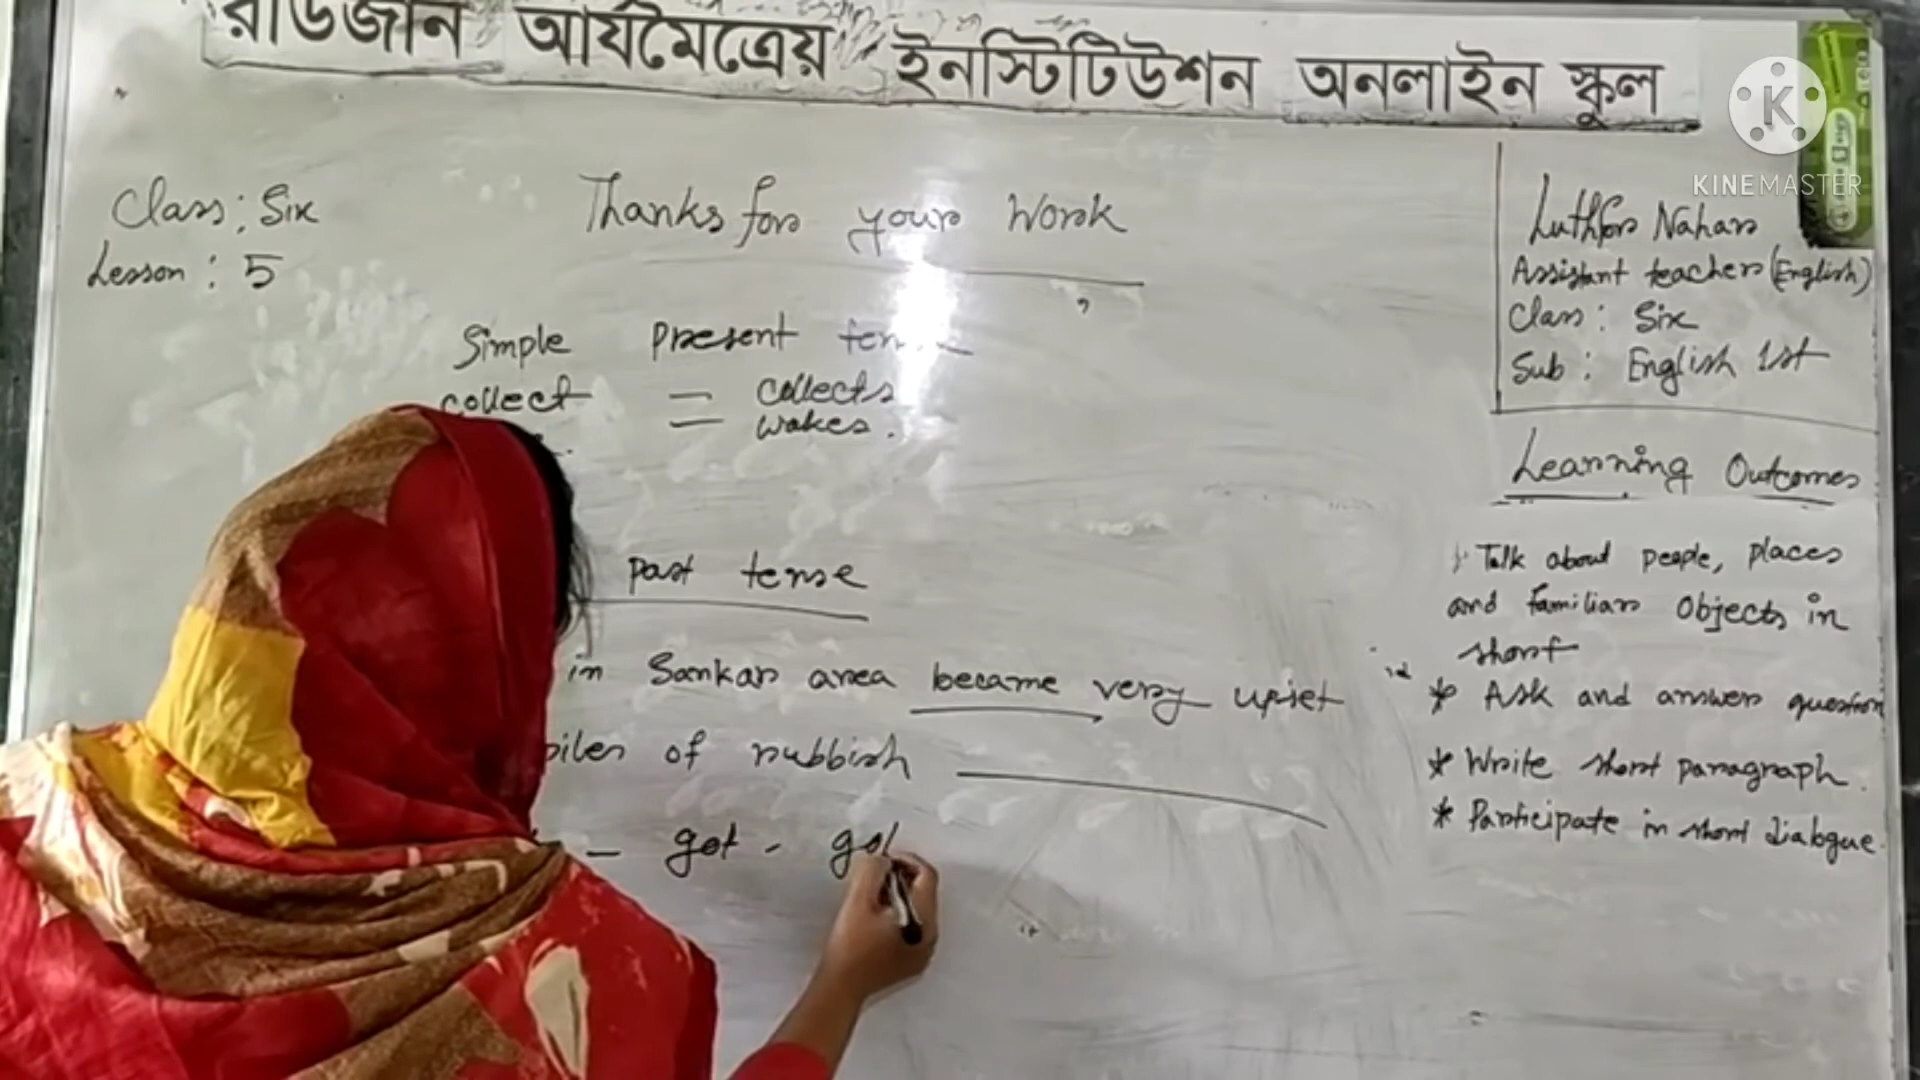 রাউজান আর্যমৈত্রেয় ইনস্টিটিউশন অনলাইন স্কুল
KINEMASTER
Class: Six
Lesson: 5
Thanks for your work
Luthfor Nahar
Assistant teacher (English)
Class: Six
Sub: English 1st
Simple Present
collect = collects
= wakes.
Past tense
in Sankar area became very upset
piles of rubbish
- got - got
Learning Outcomes
Talk about people, places
and familiar Objects in
short
* Ask and answer question
* Write short paragraph.
* Participate in short dialogue.